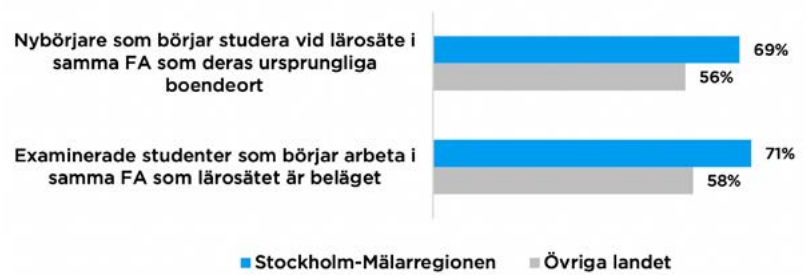 Nybörjare som börjar studera vid lärosäte i
samma FA som deras ursprungliga
boendeort
69%
56%
Examinerade studenter som börjar arbeta i
samma FA som lärosätet är beläget
71%
58%
Stockholm-Mälarregionen Övriga landet